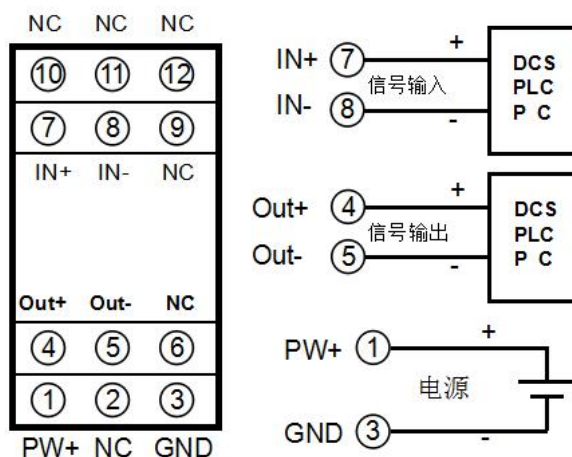 NC NC NC
⑩ ⑪ ⑫
⑦ ⑧ ⑨
IN+ IN- NC
Out+ Out- NC
④ ⑤ ⑥
① ② ③
PW+ NC GND
IN+ ⑦ + DCS
信号输入 PLC
IN- ⑧ - P C
Out+ ④ + DCS
信号输出 PLC
Out- ⑤ - P C
PW+ ① +
电源
GND ③ -